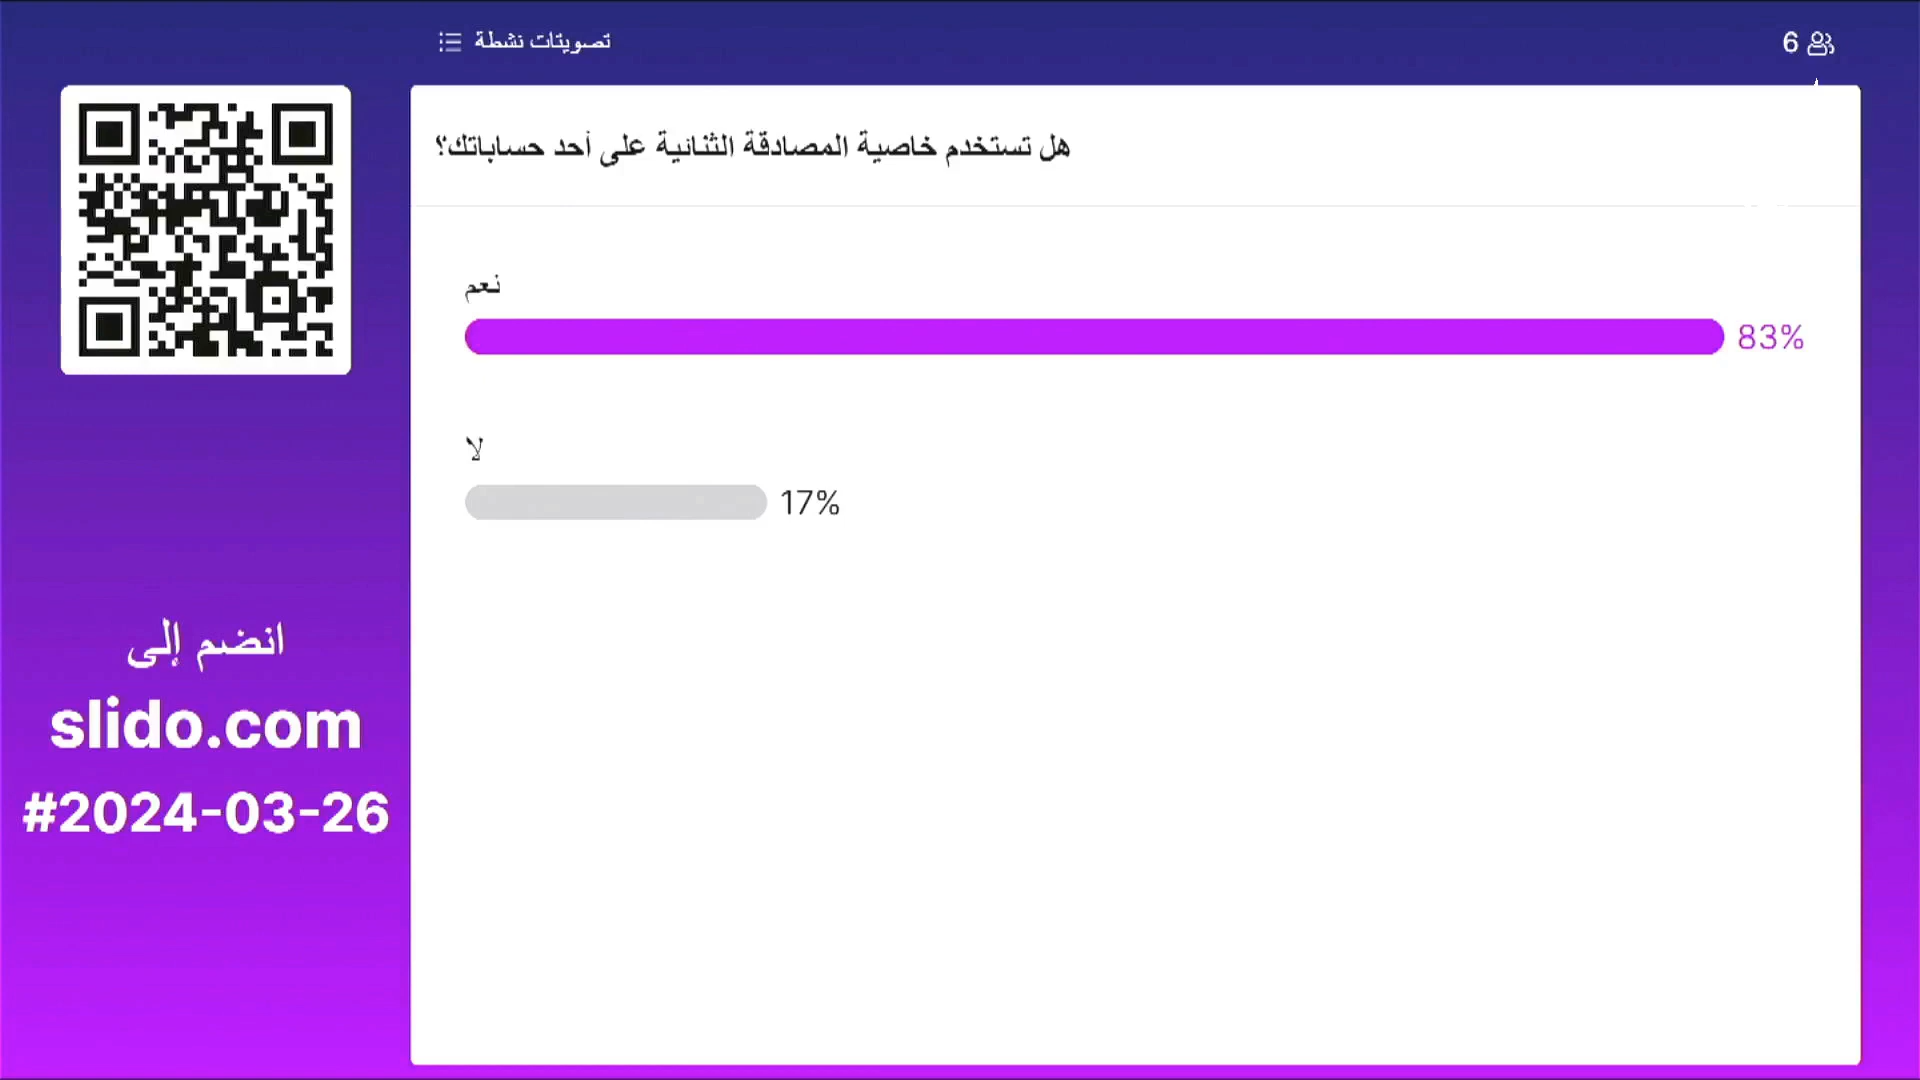 تصويتات نشطة
6
هل تستخدم خاصية المصادقة الثنائية على أحد حساباتك؟
نعم
83%
لا
17%
انضم إلى
slido.com
#2024-03-26